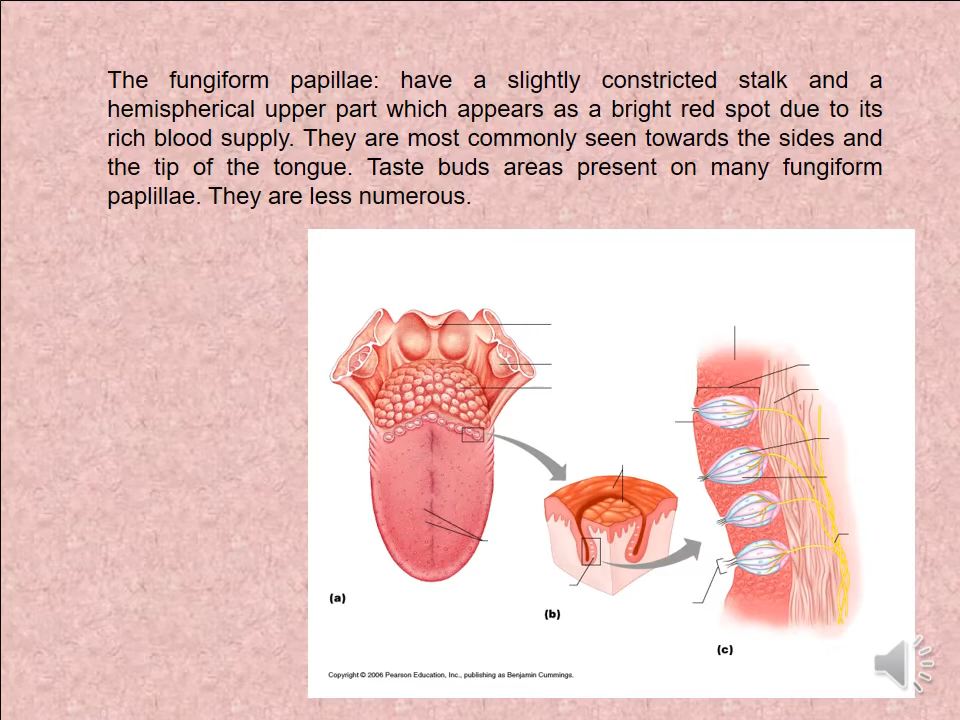 The fungiform papillae: have a slightly constricted stalk and a
hemispherical upper part which appears as a bright red spot due to its
rich blood supply. They are most commonly seen towards the sides and
the tip of the tongue. Taste buds areas present on many fungiform
paplillae. They are less numerous.
(a)
(b)
(c)
Copyright © 2006 Pearson Education, Inc., publishing as Benjamin Cummings.